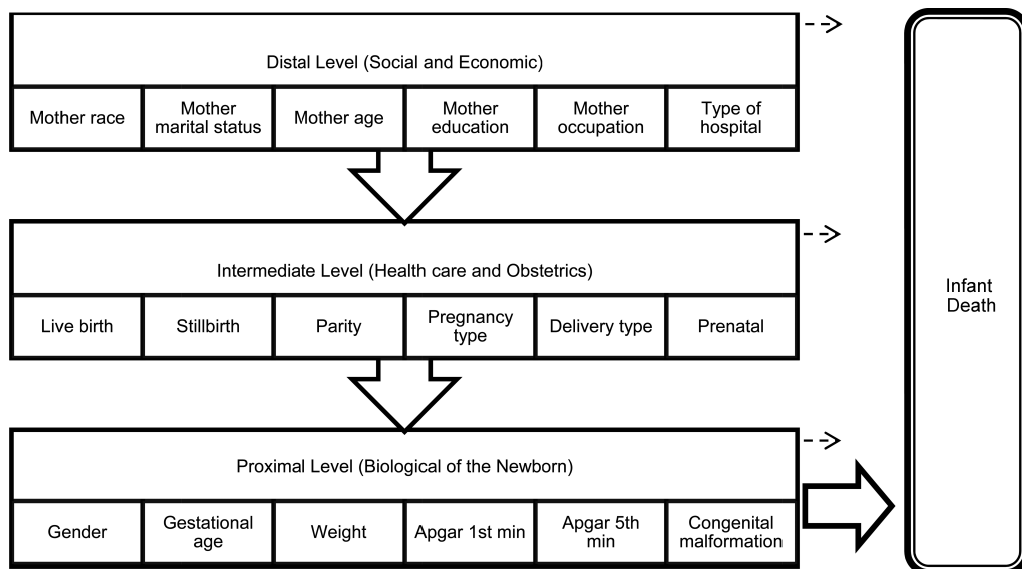 Distal Level (Social and Economic)
Mother race
Mother
marital status
Mother age
Mother
education
Mother
occupation
Type of
hospital
Intermediate Level (Health care and Obstetrics)
Live birth
Stillbirth
Parity
Pregnancy
type
Delivery type
Prenatal
Proximal Level (Biological of the Newborn)
Gender
Gestational
age
Weight
Apgar 1st min
Apgar 5th
min
Congenital
malformation
Infant
Death